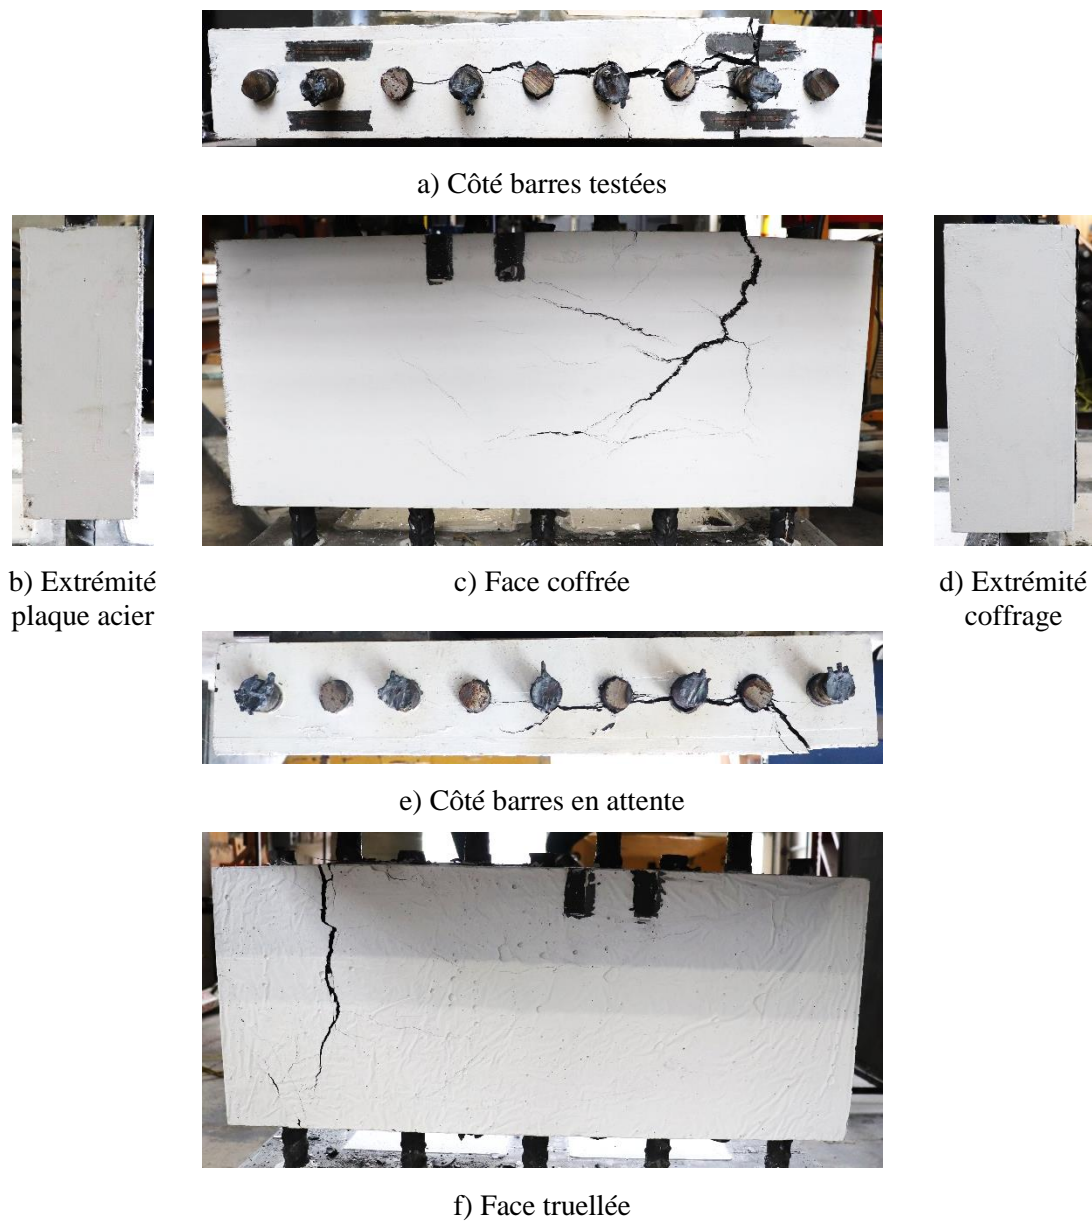 a) Côté barres testées
b) Extrémité
plaque acier
c) Face coffrée
d) Extrémité
coffrage
e) Côté barres en attente
f) Face truellée